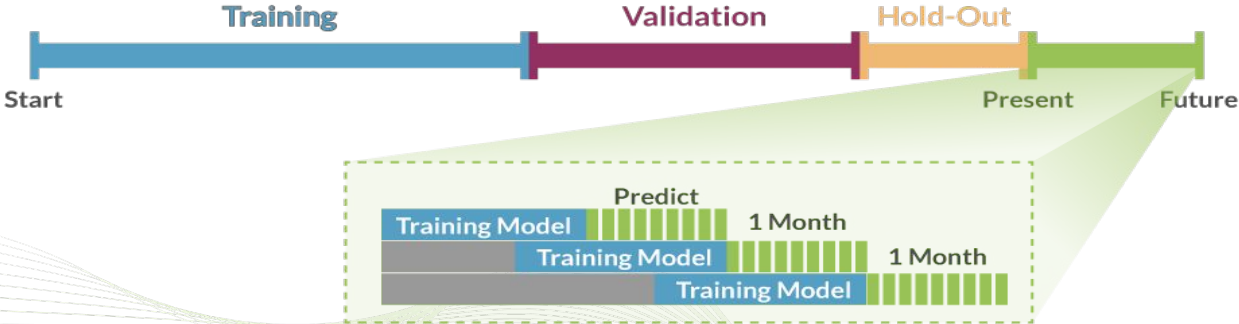 Training
Validation
Hold-Out
Start
Present
Future
Predict
Training Model
1 Month
Training Model
1 Month
Training Model